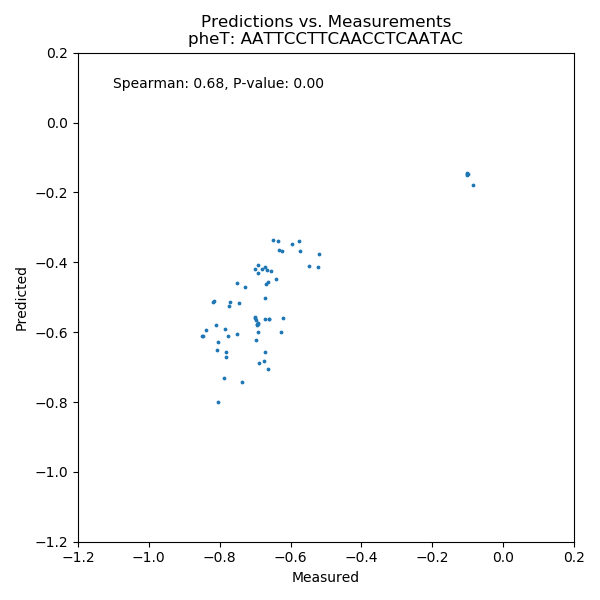 Predictions vs. Measurements
pheT: AATTCCTTCAACCTCAATAC
Spearman: 0.68, P-value: 0.00
0.2
0.0
−0.2
−0.4
−0.6
−0.8
−1.0
−1.2
Predicted
−1.2 −1.0 −0.8 −0.6 −0.4 −0.2 0.0 0.2
Measured